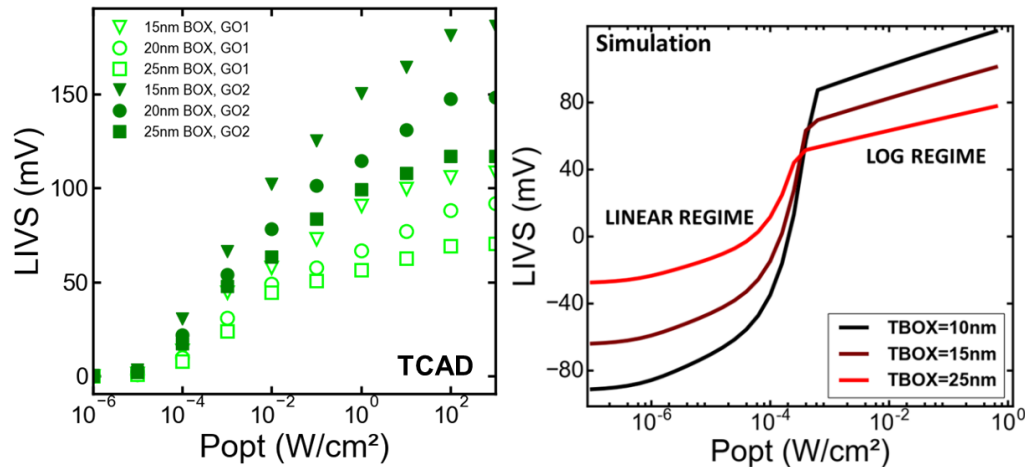 15nm BOX, GO1
20nm BOX, GO1
25nm BOX, GO1
15nm BOX, GO2
20nm BOX, GO2
25nm BOX, GO2
150
100
50
0
LIVS (mV)
TCAD
10⁻⁶ 10⁻⁴ 10⁻² 10⁰ 10²
Popt (W/cm²)
Simulation
80
40
0
−40
−80
LIVS (mV)
LOG REGIME
LINEAR REGIME
TBOX=10nm
TBOX=15nm
TBOX=25nm
10⁻⁶ 10⁻⁴ 10⁻² 10⁰
Popt (W/cm²)